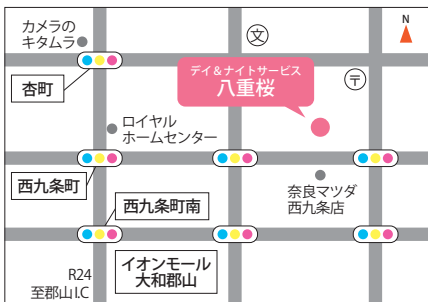 カメラの
キタムラ
文
N
デイ&ナイトサービス
八重桜
〒
杏町
ロイヤル
ホームセンター
西九条町
奈良マツダ
西九条店
西九条町南
イオンモール
大和郡山
R24
至郡山I.C